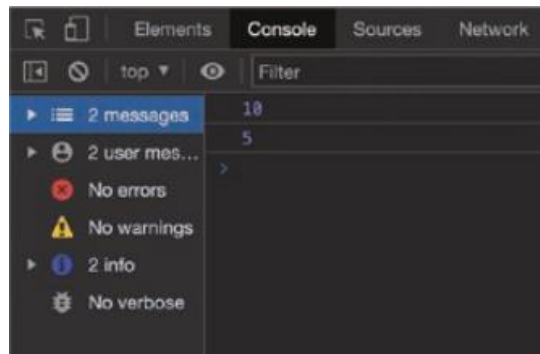 Elements Console Sources Network
top ▼ Filter
2 messages
2 user mes...
No errors
No warnings
2 info
No verbose
10
5
>